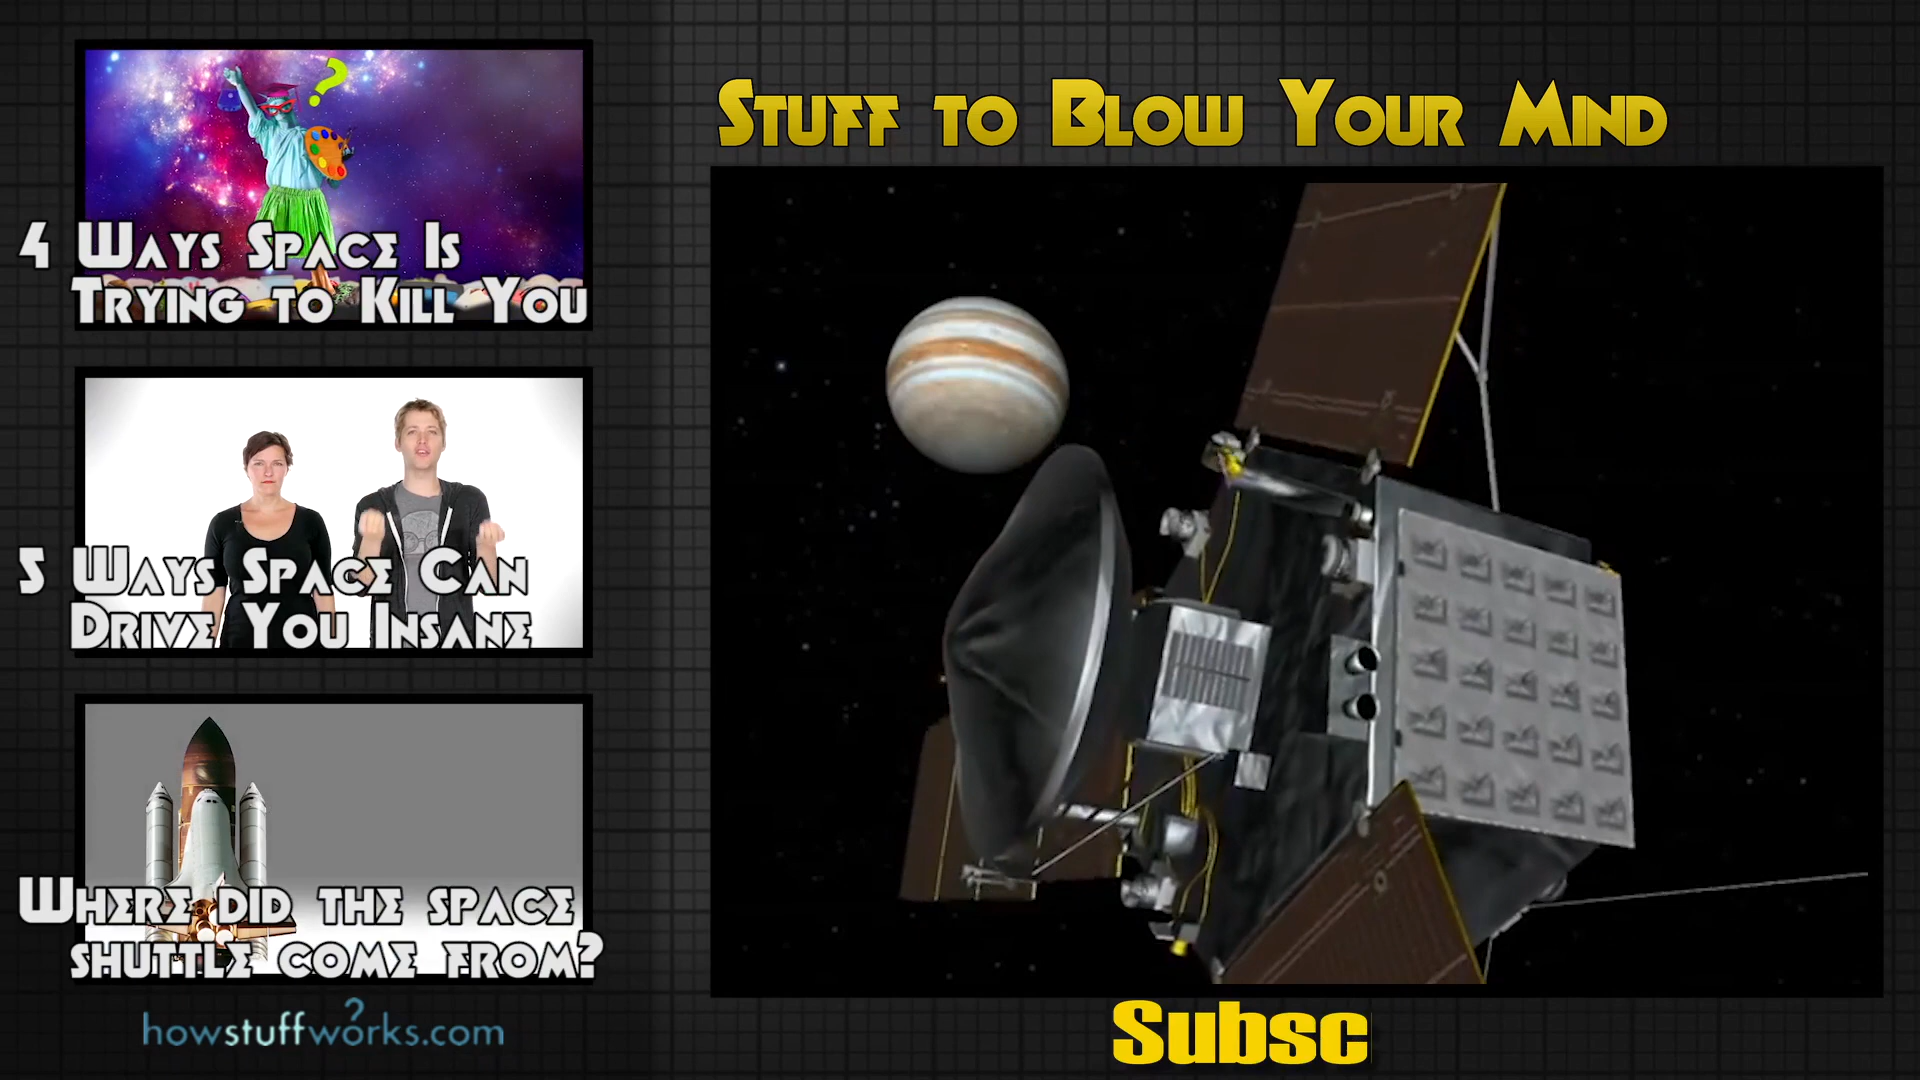 Stuff to Blow Your Mind
4 Ways Space Is
Trying to Kill You
5 Ways Space Can
Drive You Insane
Where did the space
shuttle come from?
howstuffworks.com
?
Subsc